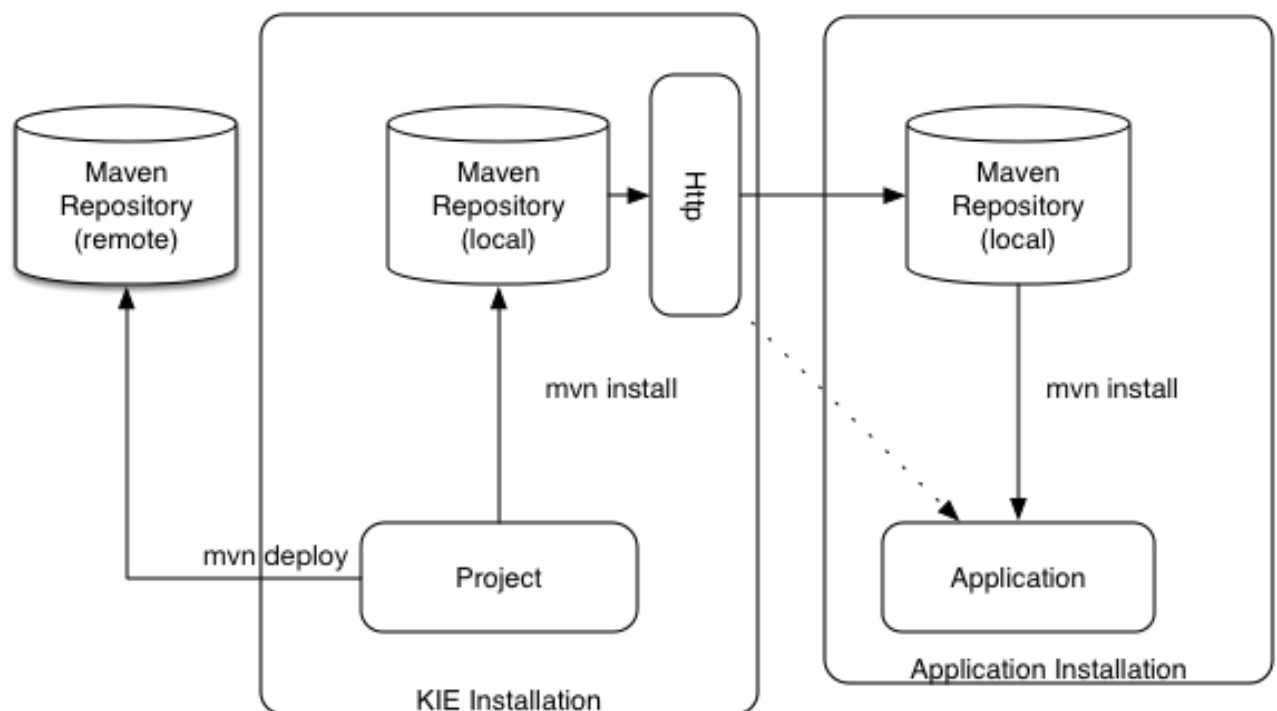 Maven
Repository
(remote)
Maven
Repository
(local)
Http
Maven
Repository
(local)
mvn install
mvn install
mvn deploy
Project
Application
Application Installation
KIE Installation